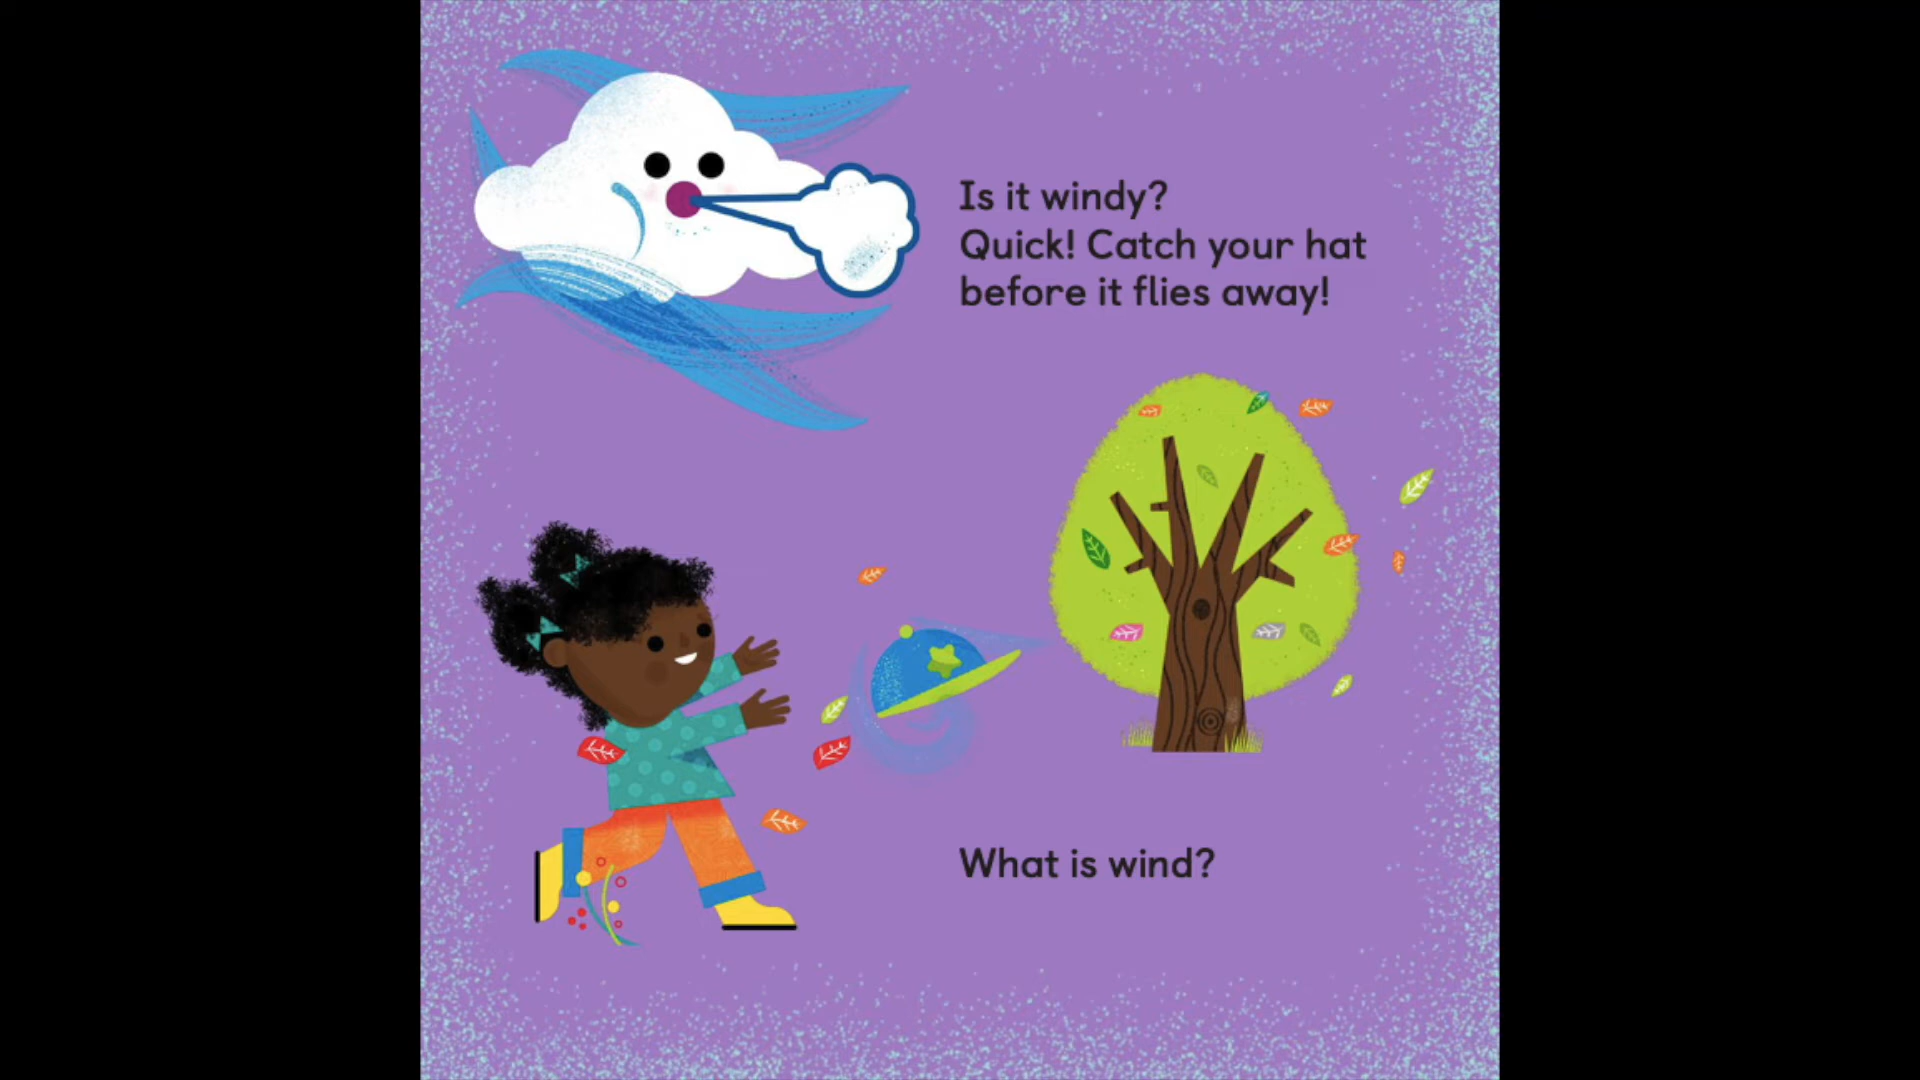 Is it windy?
Quick! Catch your hat
before it flies away!
What is wind?